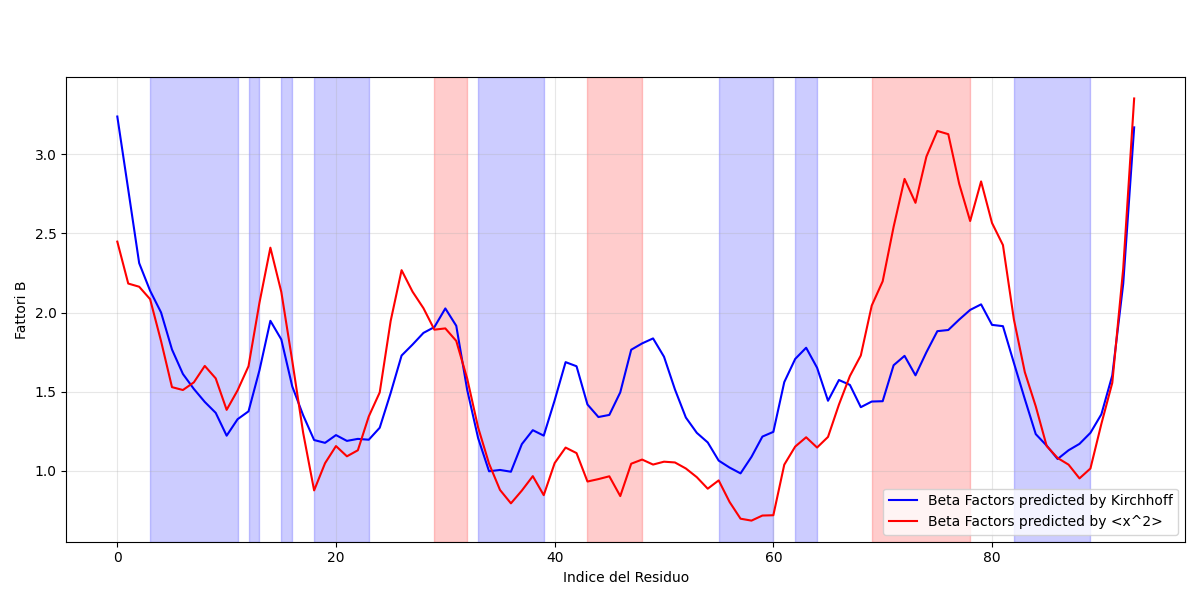 3.0
2.5
2.0
1.5
1.0
Fattori B
0
20
40
60
80
Indice del Residuo
Beta Factors predicted by Kirchhoff
Beta Factors predicted by <x^2>